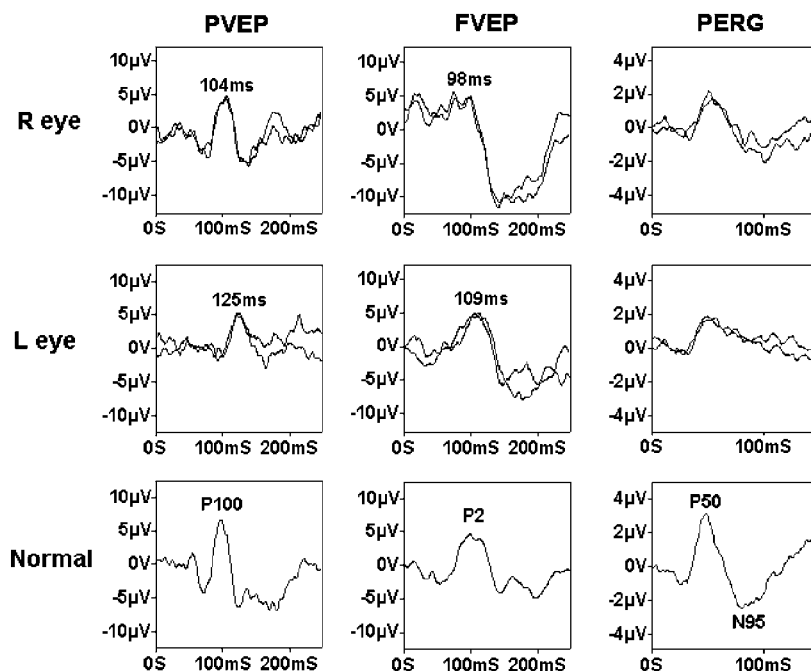 PVEP FVEP PERG
R eye
10µV
5µV
0V
-5µV
-10µV
104ms
0S 100mS 200mS
10µV
5µV
0V
-5µV
-10µV
98ms
0S 100mS 200mS
4µV
2µV
0V
-2µV
-4µV
0S 100mS
L eye
10µV
5µV
0V
-5µV
-10µV
125ms
0S 100mS 200mS
10µV
5µV
0V
-5µV
-10µV
109ms
0S 100mS 200mS
4µV
2µV
0V
-2µV
-4µV
0S 100mS
Normal
10µV
5µV
0V
-5µV
-10µV
P100
0S 100mS 200mS
10µV
5µV
0V
-5µV
-10µV
P2
0S 100mS 200mS
4µV
2µV
0V
-2µV
-4µV
P50
N95
0S 100mS